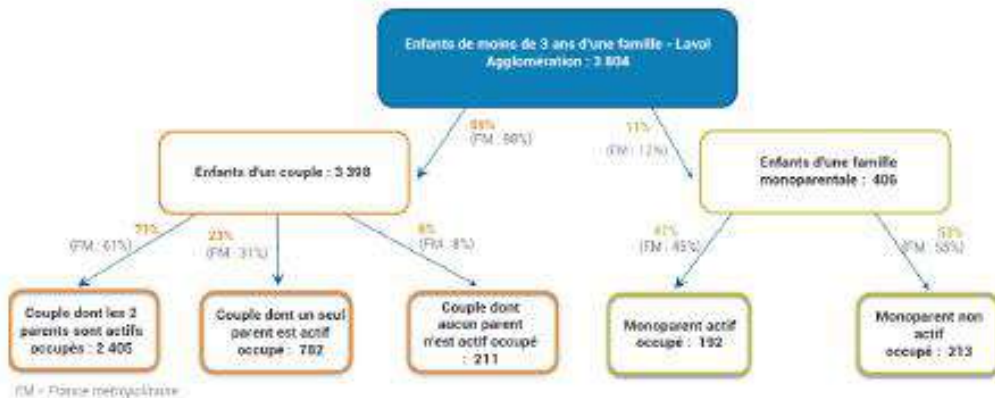 Enfants de moins de 3 ans d'une famille - Laval
Agglomération : 3 804
89%
(FM : 88%)
11%
(FM : 12%)
Enfants d'un couple : 3 398
Enfants d'une famille
monoparentale : 406
71%
(FM : 61%)
23%
(FM : 31%)
6%
(FM : 8%)
47%
(FM : 45%)
53%
(FM : 55%)
Couple dont les 2
parents sont actifs
occupés : 2 405
Couple dont un seul
parent est actif
occupé : 782
Couple dont
aucun parent
n'est actif occupé
: 211
Monoparent actif
occupé : 192
Monoparent non
actif
occupé : 213
FM = France métropolitaine